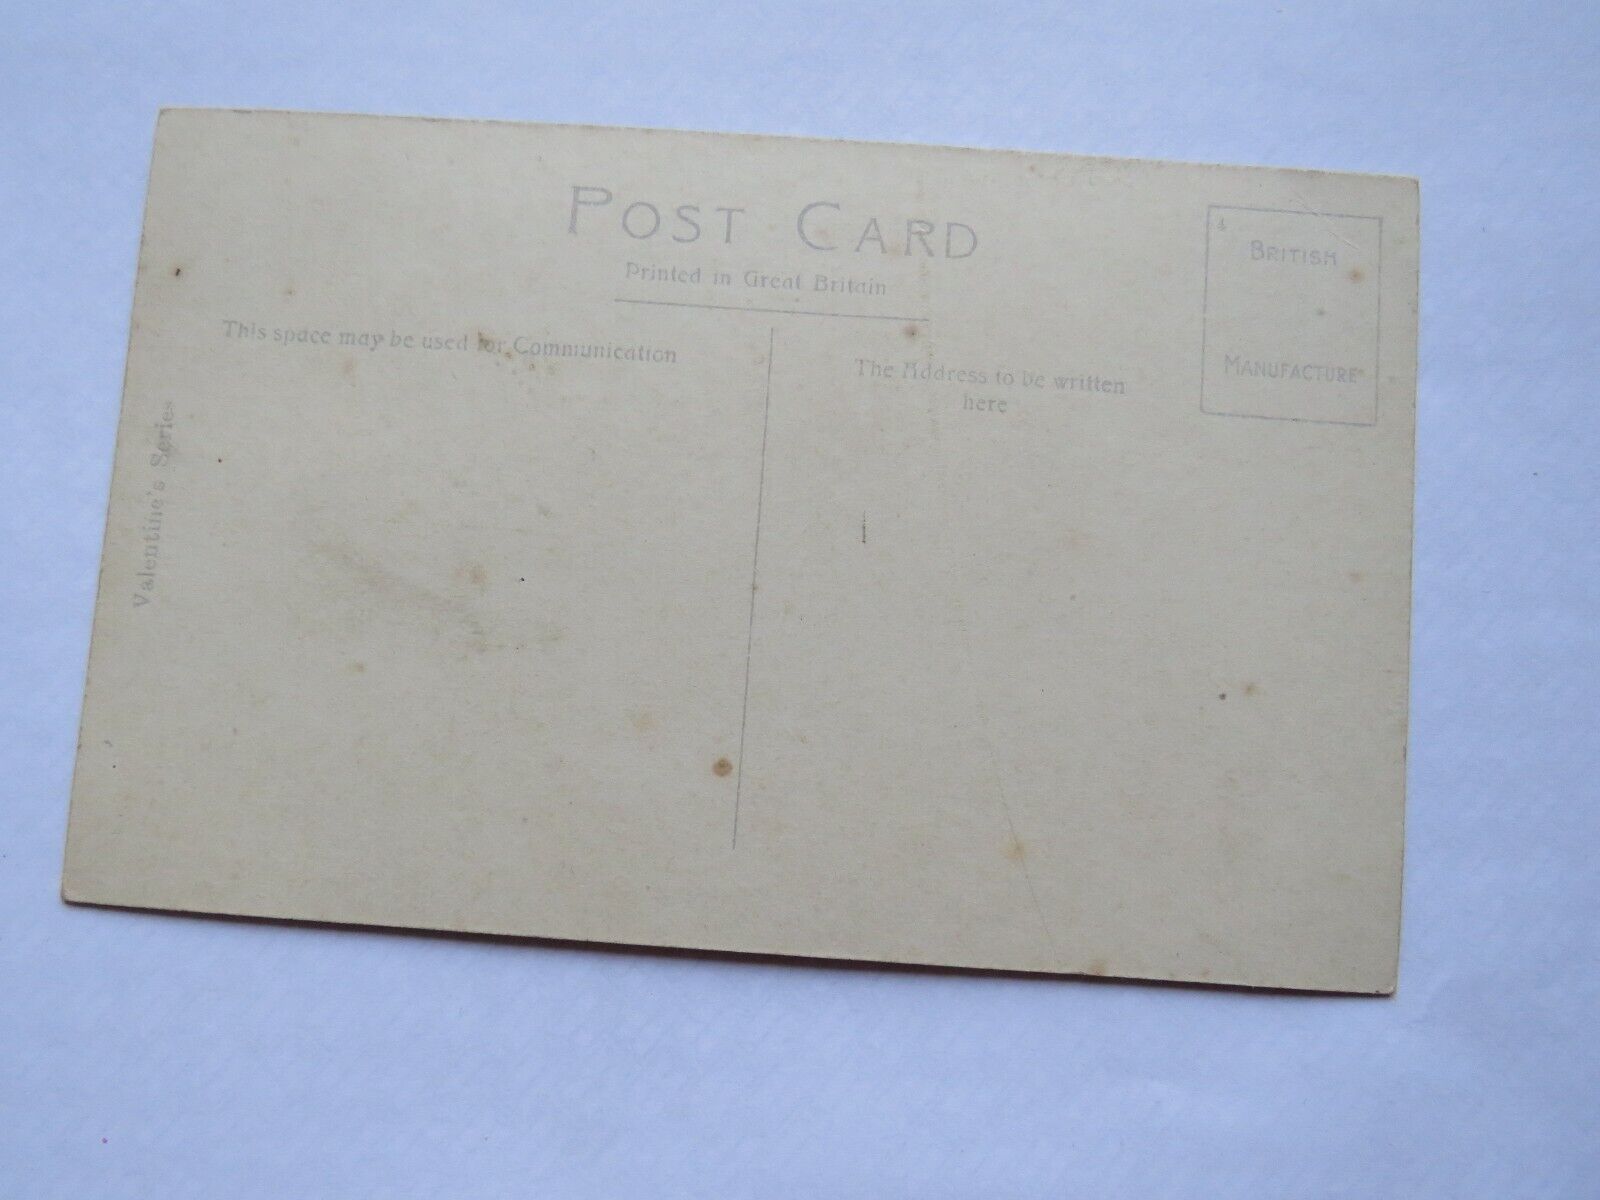 POST CARD
Printed in Great Britain
This space may be used for Communication
The Address to be written
here
4
BRITISH
MANUFACTURE
Valentine's Series